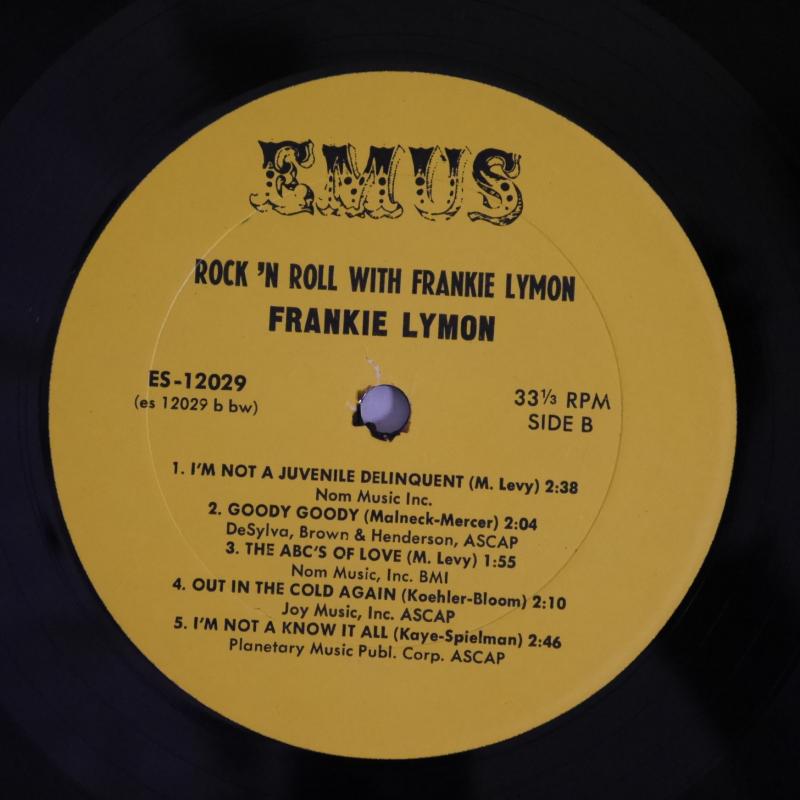 EMUS
ROCK 'N ROLL WITH FRANKIE LYMON
FRANKIE LYMON
ES-12029
(es 12029 b bw)
33⅓ RPM
SIDE B
1. I'M NOT A JUVENILE DELINQUENT (M. Levy) 2:38
Nom Music Inc.
2. GOODY GOODY (Malneck-Mercer) 2:04
DeSylva, Brown & Henderson, ASCAP
3. THE ABC'S OF LOVE (M. Levy) 1:55
Nom Music, Inc. BMI
4. OUT IN THE COLD AGAIN (Koehler-Bloom) 2:10
Joy Music, Inc. ASCAP
5. I'M NOT A KNOW IT ALL (Kaye-Spielman) 2:46
Planetary Music Publ. Corp. ASCAP